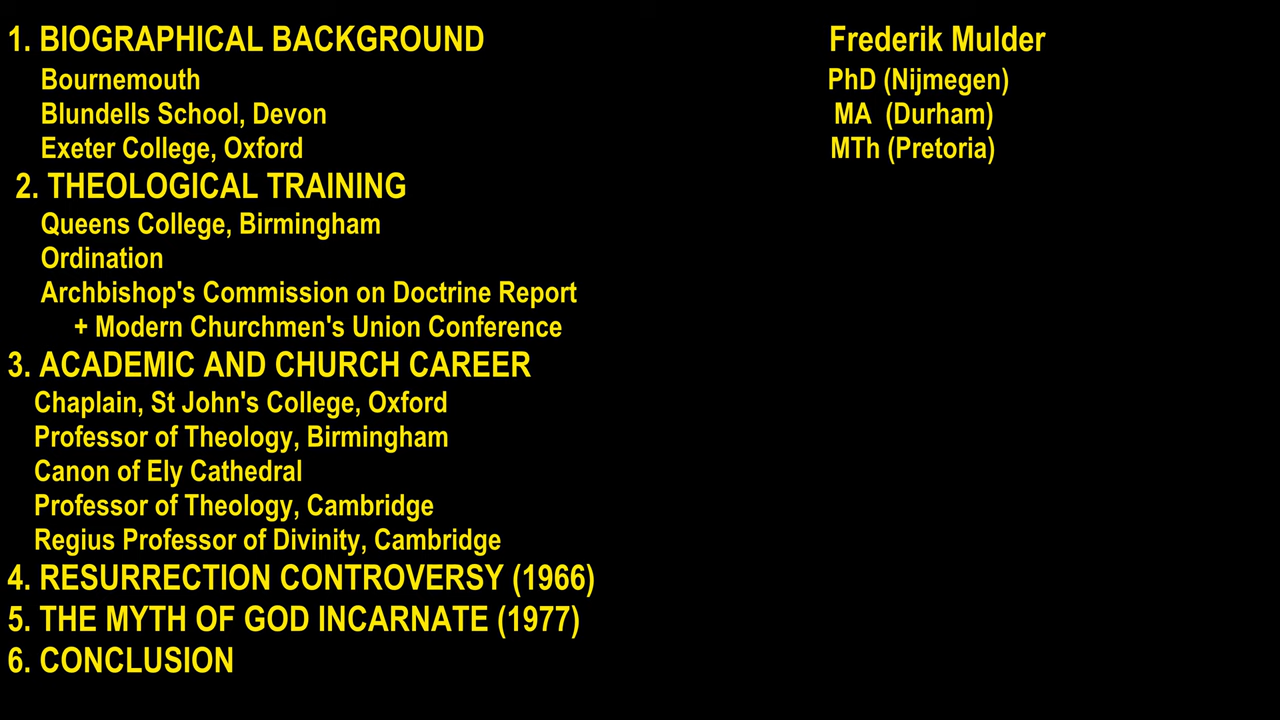 1. BIOGRAPHICAL BACKGROUND
Bournemouth
Blundells School, Devon
Exeter College, Oxford
2. THEOLOGICAL TRAINING
Queens College, Birmingham
Ordination
Archbishop's Commission on Doctrine Report
+ Modern Churchmen's Union Conference
3. ACADEMIC AND CHURCH CAREER
Chaplain, St John's College, Oxford
Professor of Theology, Birmingham
Canon of Ely Cathedral
Professor of Theology, Cambridge
Regius Professor of Divinity, Cambridge
4. RESURRECTION CONTROVERSY (1966)
5. THE MYTH OF GOD INCARNATE (1977)
6. CONCLUSION
Frederik Mulder
PhD (Nijmegen)
MA (Durham)
MTh (Pretoria)